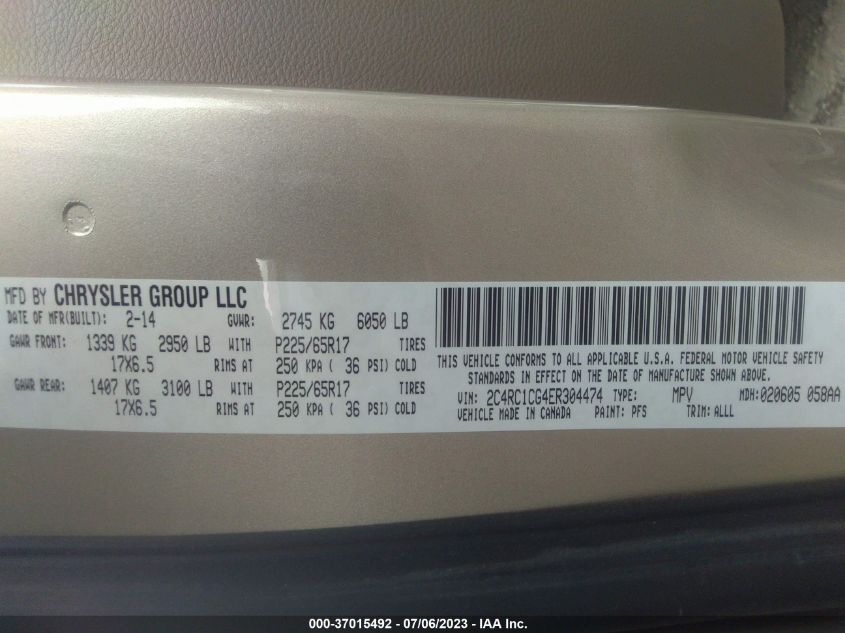 MFD BY CHRYSLER GROUP LLC
DATE OF MFR(BUILT): 2-14 GVWR: 2745 KG 6050 LB
GAWR FRONT: 1339 KG 2950 LB WITH P225/65R17 TIRES
17X6.5 RIMS AT 250 KPA ( 36 PSI) COLD
GAWR REAR: 1407 KG 3100 LB WITH P225/65R17 TIRES
17X6.5 RIMS AT 250 KPA ( 36 PSI) COLD
THIS VEHICLE CONFORMS TO ALL APPLICABLE U.S.A. FEDERAL MOTOR VEHICLE SAFETY
STANDARDS IN EFFECT ON THE DATE OF MANUFACTURE SHOWN ABOVE.
VIN: 2C4RC1CG4ER304474 TYPE: MPV MDH:020605 058AA
VEHICLE MADE IN CANADA PAINT: PFS TRIM: ALLL
000-37015492 - 07/06/2023 - IAA Inc.